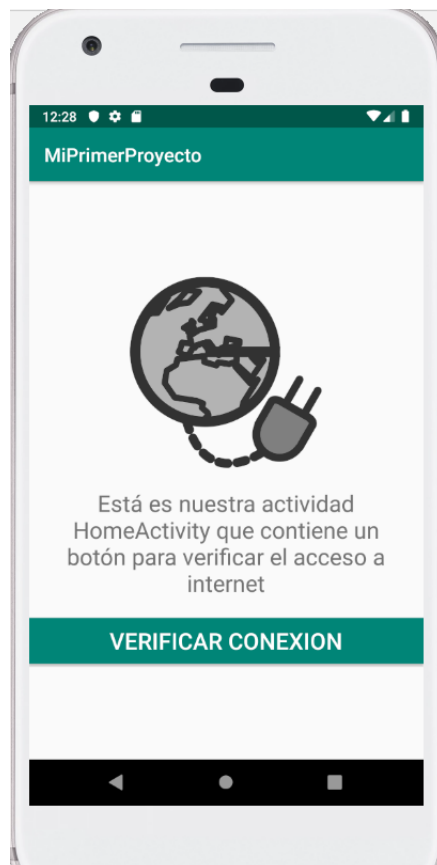 12:28
MiPrimerProyecto
Está es nuestra actividad
HomeActivity que contiene un
botón para verificar el acceso a
internet
VERIFICAR CONEXION